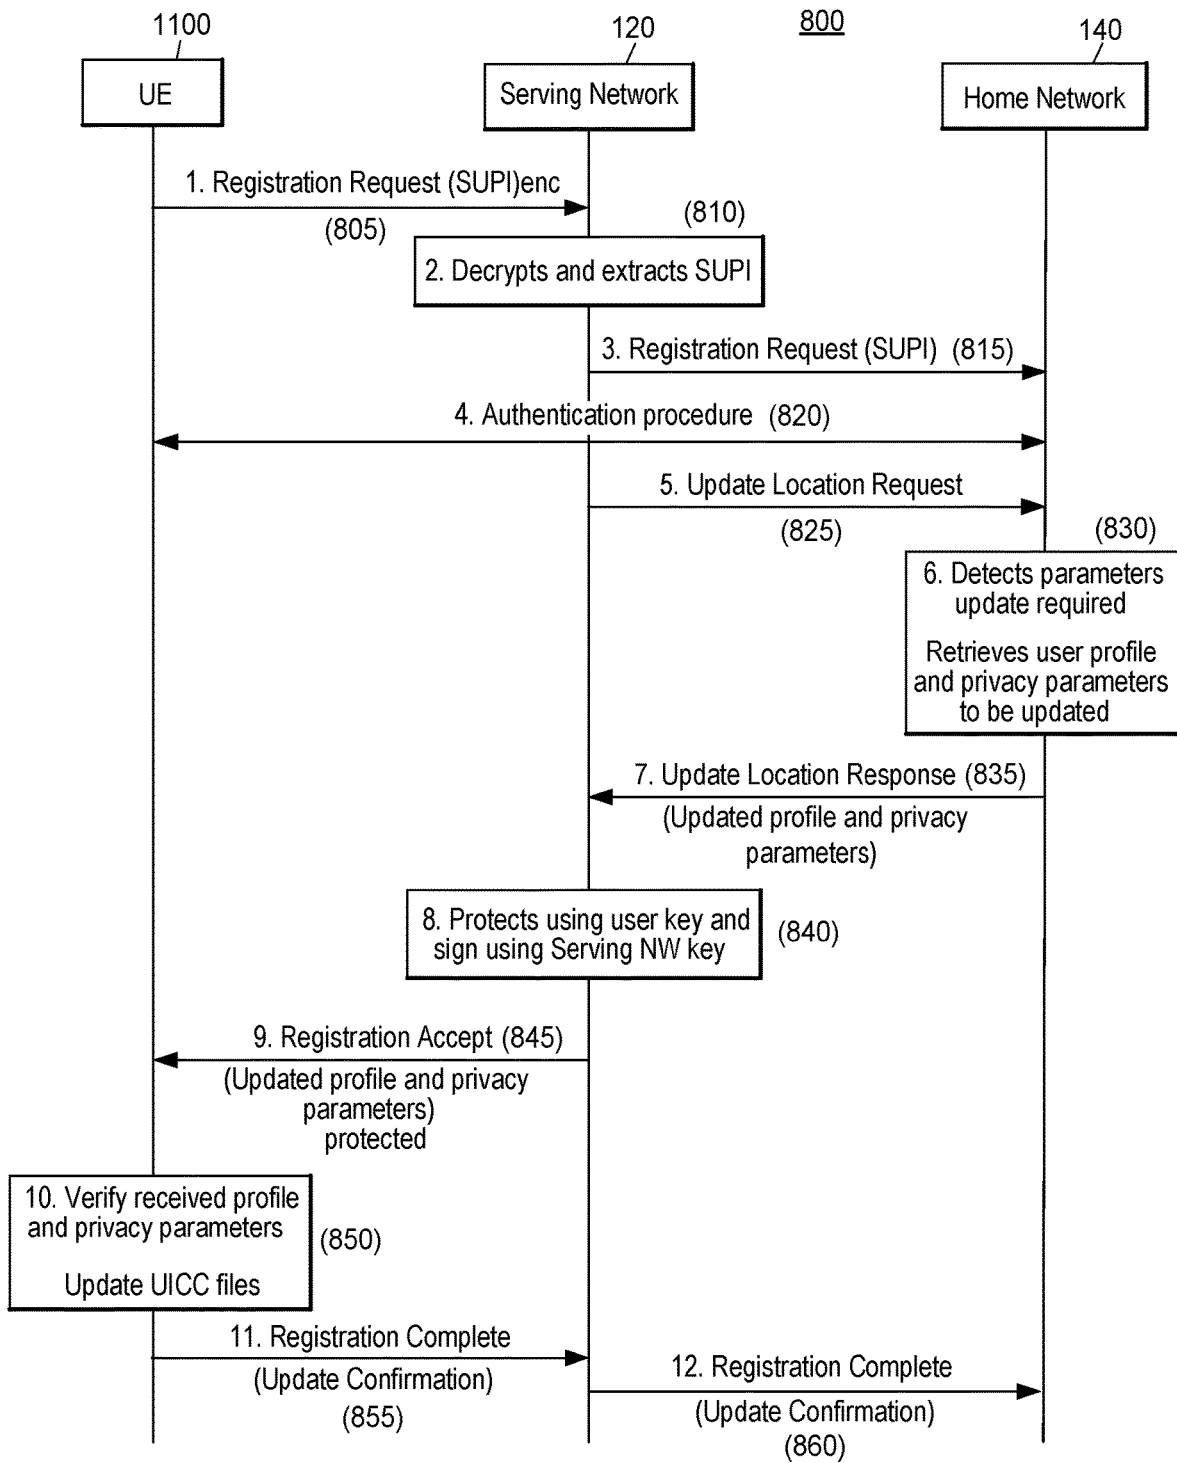 1100
120
800
140
UE
Serving Network
Home Network
1. Registration Request (SUPI)enc
(805)
(810)
2. Decrypts and extracts SUPI
3. Registration Request (SUPI) (815)
4. Authentication procedure (820)
5. Update Location Request
(825)
(830)
6. Detects parameters
update required
Retrieves user profile
and privacy parameters
to be updated
7. Update Location Response (835)
(Updated profile and privacy
parameters)
8. Protects using user key and
sign using Serving NW key
(840)
9. Registration Accept (845)
(Updated profile and privacy
parameters)
protected
10. Verify received profile
and privacy parameters
(850)
Update UICC files
11. Registration Complete
(Update Confirmation)
(855)
12. Registration Complete
(Update Confirmation)
(860)